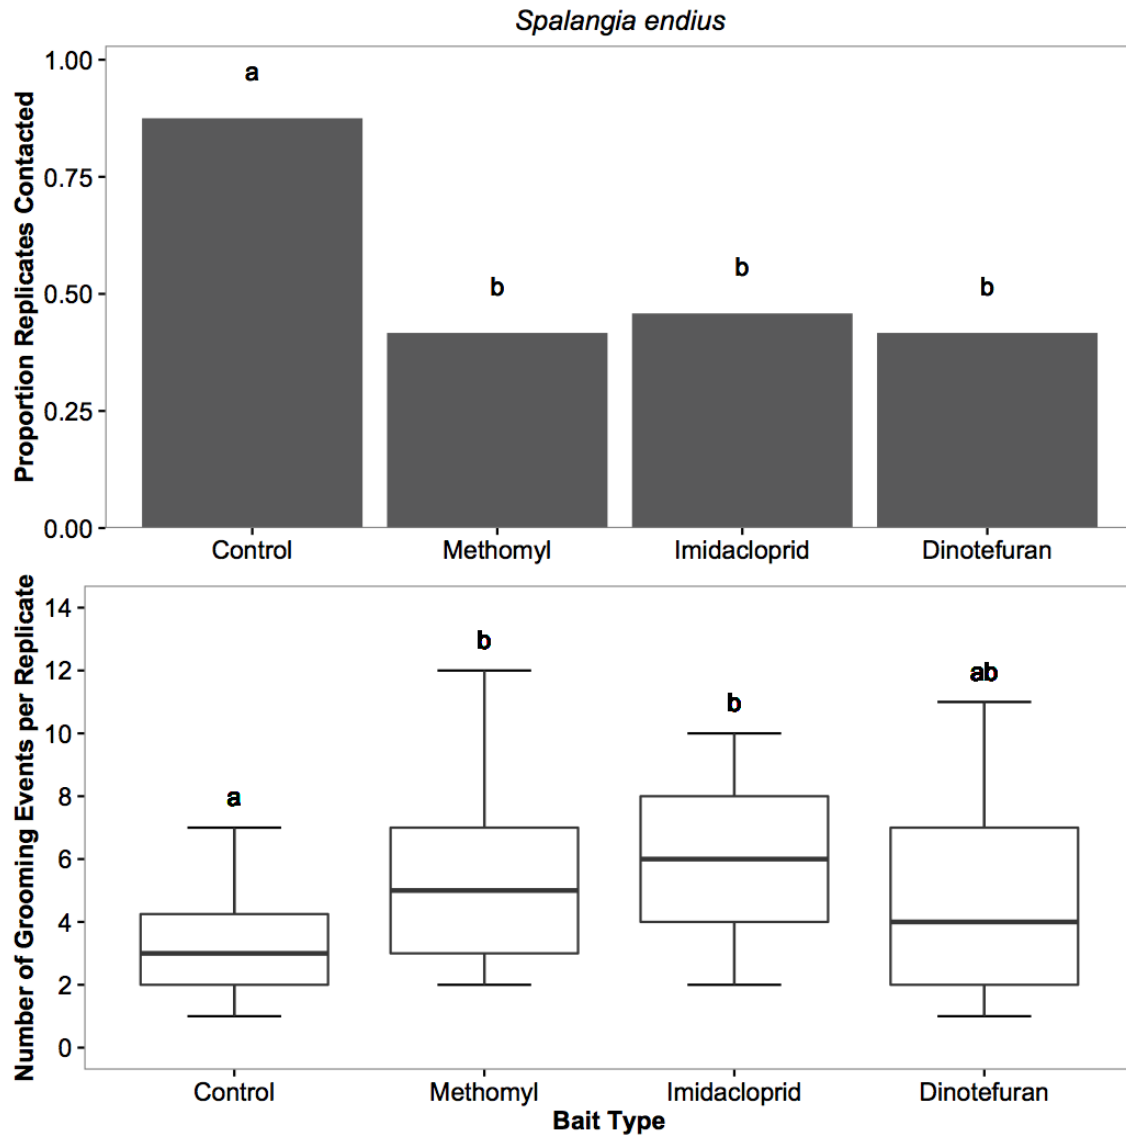 Spalangia endius
Proportion Replicates Contacted
1.00
0.75
0.50
0.25
0.00
a
b
b
b
Control Methomyl Imidacloprid Dinotefuran
Number of Grooming Events per Replicate
14
12
10
8
6
4
2
0
a
b
b
ab
Control Methomyl Imidacloprid Dinotefuran
Bait Type